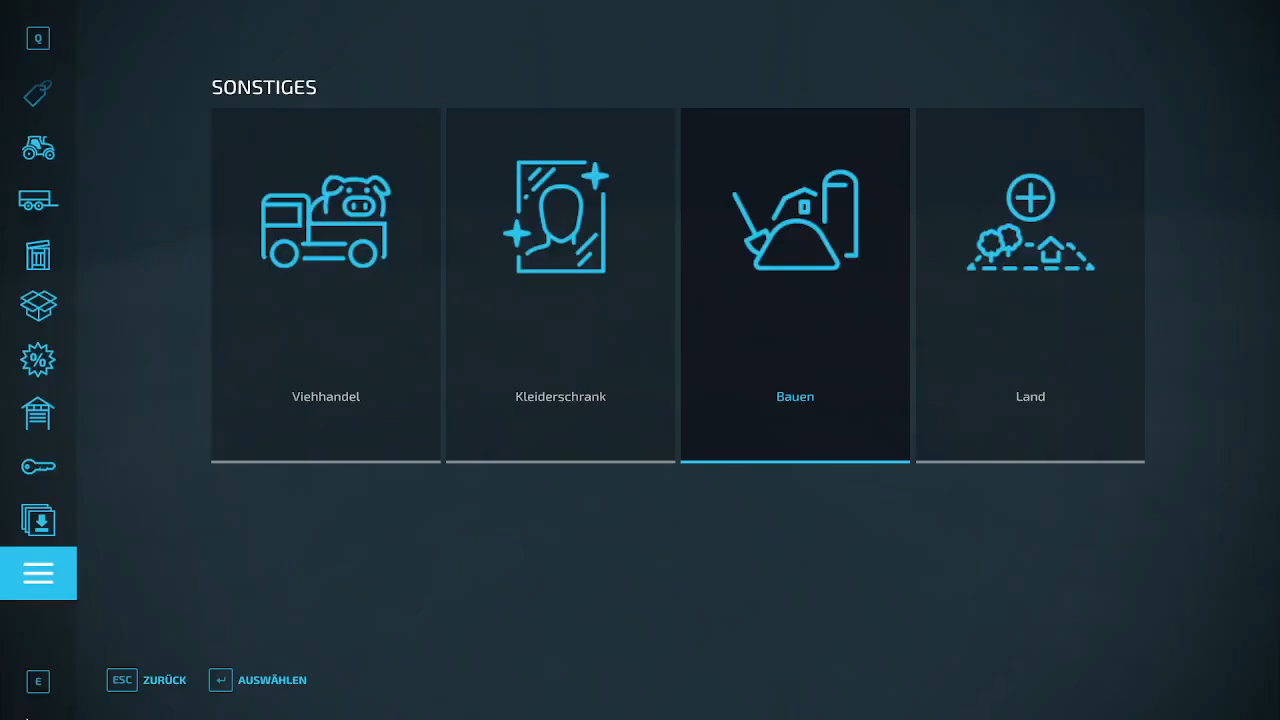 Q
SONSTIGES
%
Viehhandel
Kleiderschrank
Bauen
Land
E
ESC ZURÜCK ↵ AUSWÄHLEN